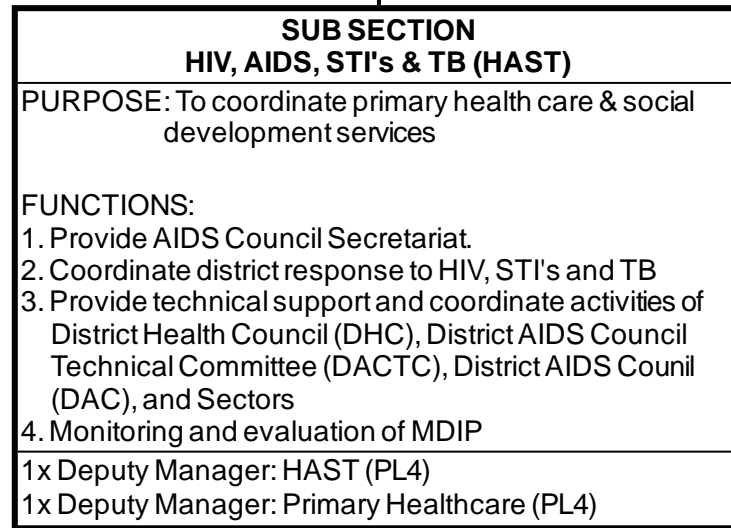 SUB SECTION
HIV, AIDS, STI's & TB (HAST)
PURPOSE: To coordinate primary health care & social
development services
FUNCTIONS:
1. Provide AIDS Council Secretariat.
2. Coordinate district response to HIV, STI's and TB
3. Provide technical support and coordinate activities of
District Health Council (DHC), District AIDS Council
Technical Committee (DACTC), District AIDS Counil
(DAC), and Sectors
4. Monitoring and evaluation of MDIP
1x Deputy Manager: HAST (PL4)
1x Deputy Manager: Primary Healthcare (PL4)